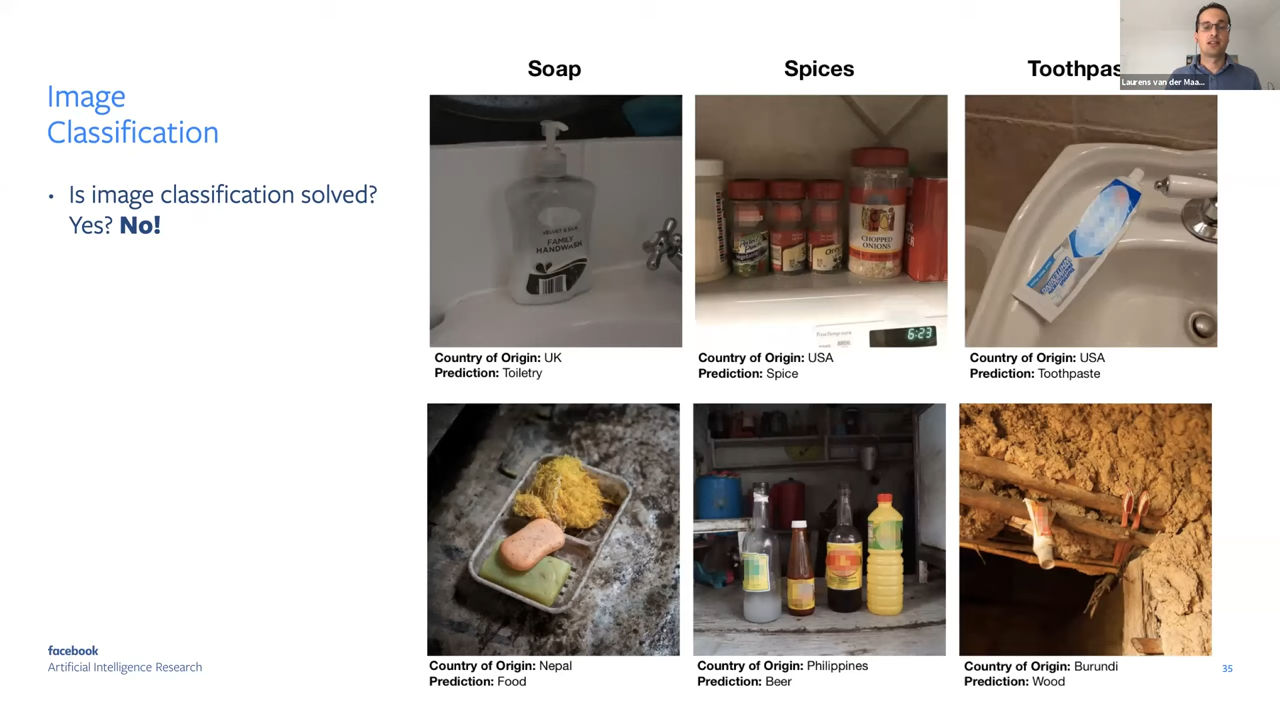 Image
Classification
• Is image classification solved?
Yes? No!
Soap
Spices
Toothpas
Laurens van der Maa...
VELVET & SILK
FAMILY
HANDWASH
CHOPPED
ONIONS
6:23
Country of Origin: UK
Prediction: Toiletry
Country of Origin: USA
Prediction: Spice
Country of Origin: USA
Prediction: Toothpaste
Country of Origin: Nepal
Prediction: Food
Country of Origin: Philippines
Prediction: Beer
Country of Origin: Burundi
Prediction: Wood
facebook
Artificial Intelligence Research
35